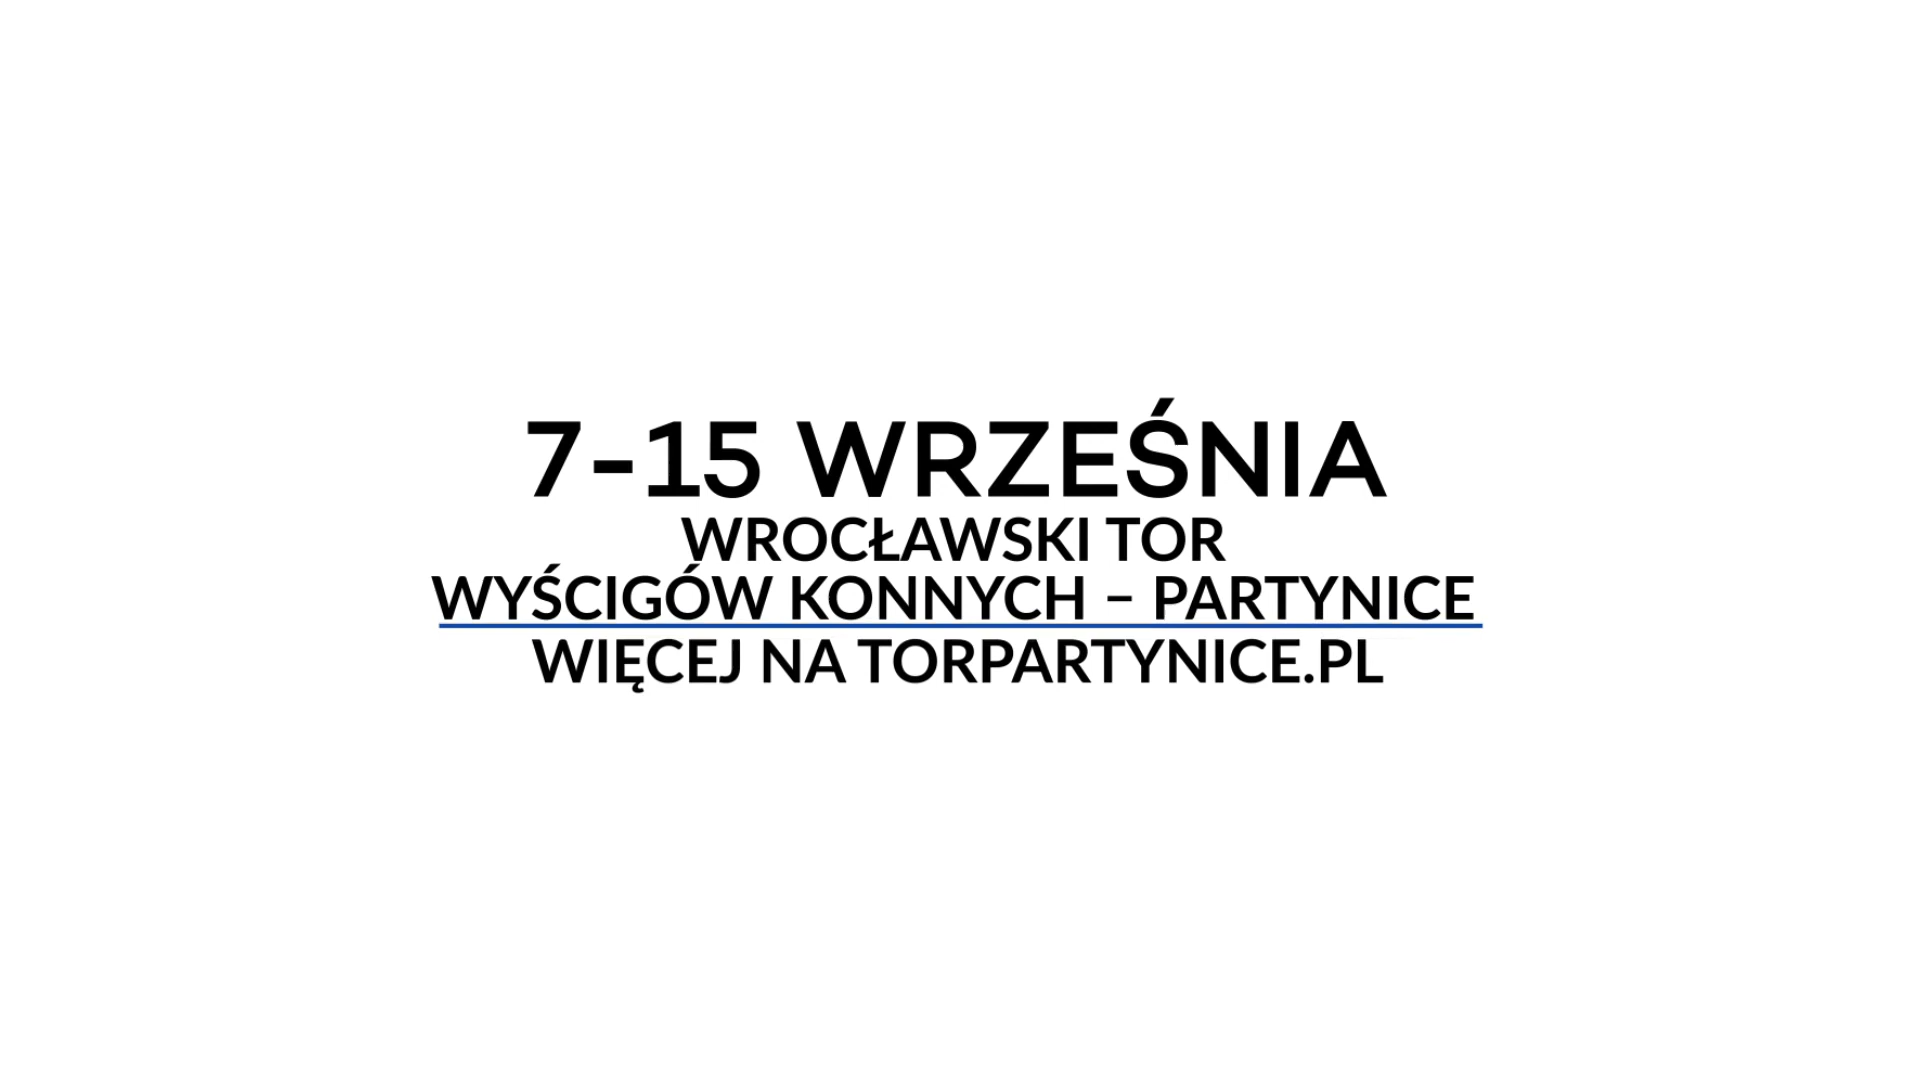 7-15 WRZEŚNIA
WROCŁAWSKI TOR
WYŚCIGÓW KONNYCH – PARTYNICE
WIĘCEJ NA TORPARTYNICE.PL